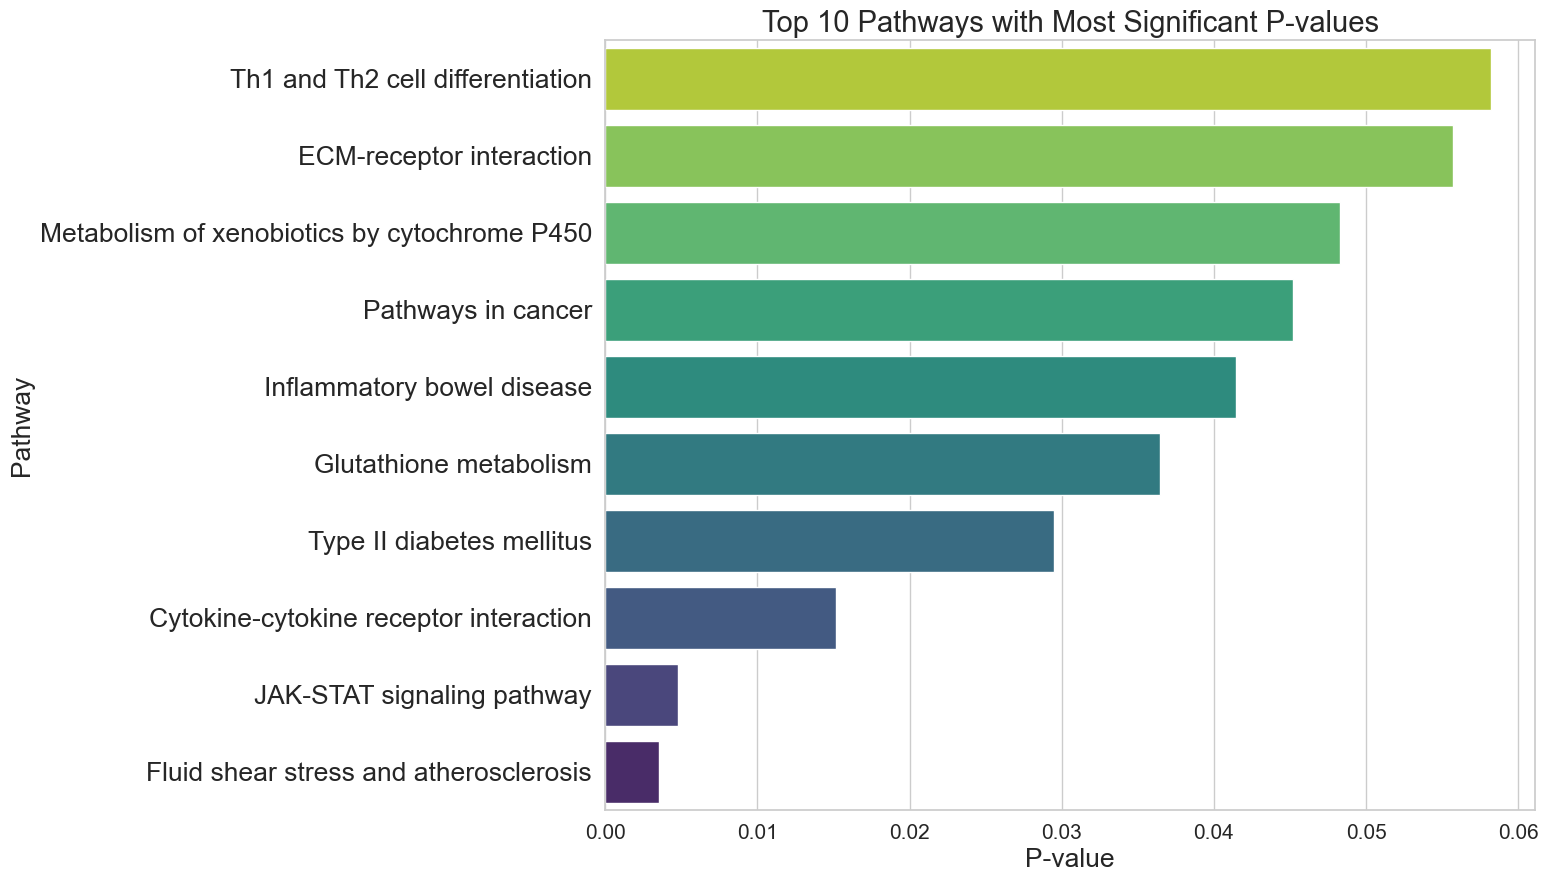 Top 10 Pathways with Most Significant P-values
Th1 and Th2 cell differentiation
ECM-receptor interaction
Metabolism of xenobiotics by cytochrome P450
Pathways in cancer
Inflammatory bowel disease
Glutathione metabolism
Type II diabetes mellitus
Cytokine-cytokine receptor interaction
JAK-STAT signaling pathway
Fluid shear stress and atherosclerosis
Pathway
0.00 0.01 0.02 0.03 0.04 0.05 0.06
P-value